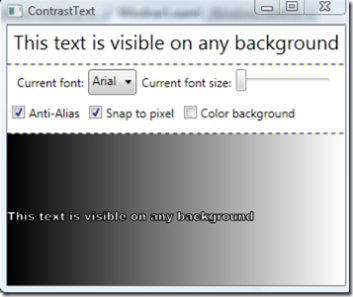 ContrastText
This text is visible on any background
Current font: Arial Current font size:
Anti-Alias Snap to pixel Color background
This text is visible on any background